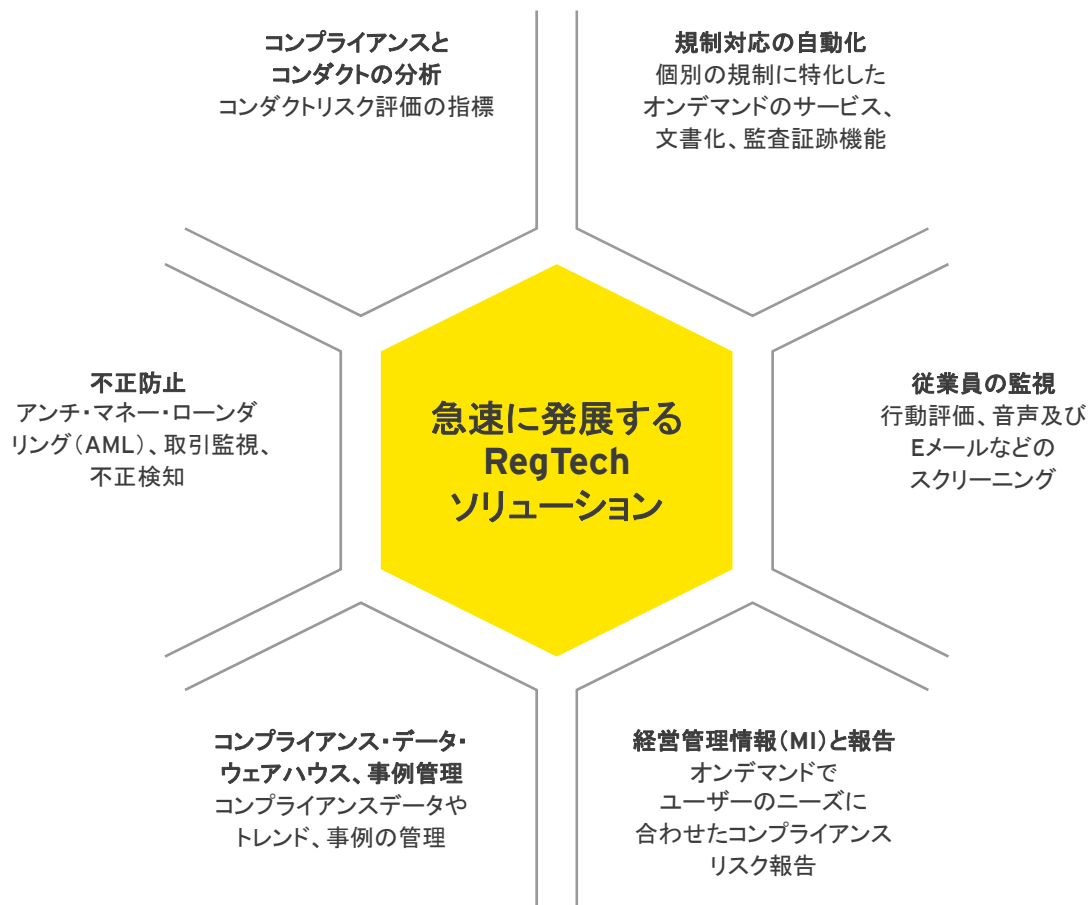 コンプライアンスと
コンダクトの分析
コンダクトリスク評価の指標
規制対応の自動化
個別の規制に特化した
オンデマンドのサービス、
文書化、監査証跡機能
不正防止
アンチ・マネー・ローンダ
リング(AML)、取引監視、
不正検知
急速に発展する
RegTech
ソリューション
従業員の監視
行動評価、音声及び
Eメールなどの
スクリーニング
コンプライアンス・データ・
ウェアハウス、事例管理
コンプライアンスデータや
トレンド、事例の管理
経営管理情報(MI)と報告
オンデマンドで
ユーザーのニーズに
合わせたコンプライアンス
リスク報告